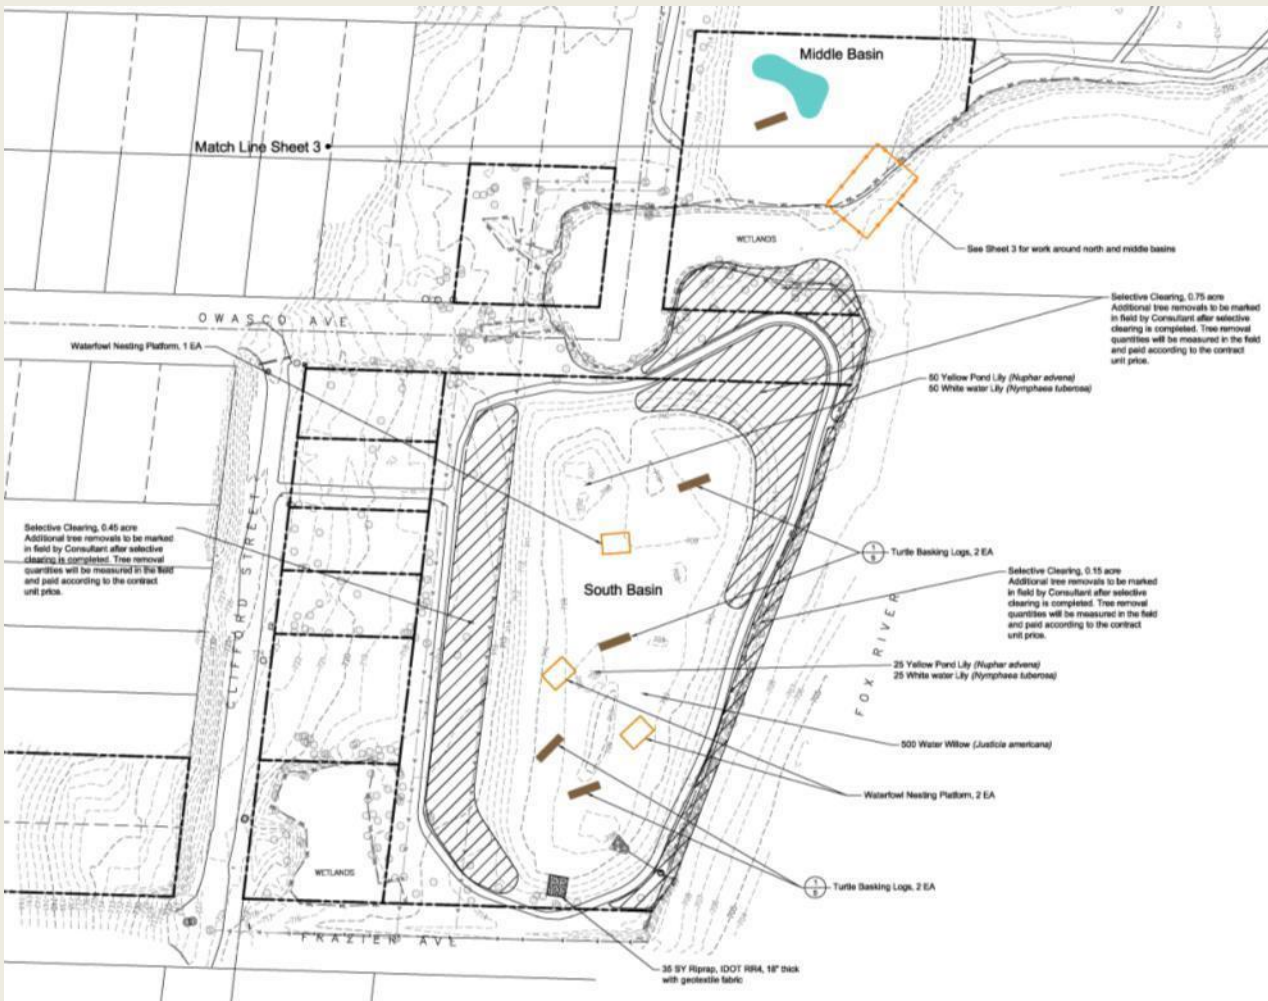 Middle Basin
Match Line Sheet 3
WETLANDS
See Sheet 3 for work around north and middle basins
Selective Clearing, 0.75 acre
Additional tree removals to be marked
in field by Consultant after selective
clearing is completed. Tree removal
quantities will be measured in the field
and paid according to the contract
unit price.
OWASCO AVE
Waterfowl Nesting Platform, 1 EA
50 Yellow Pond Lily (Nuphar advena)
50 White water Lily (Nymphaea tuberosa)
Selective Clearing, 0.45 acre
Additional tree removals to be marked
in field by Consultant after selective
clearing is completed. Tree removal
quantities will be measured in the field
and paid according to the contract
unit price.
CLIFFORD STREET
1
6
Turtle Basking Logs, 2 EA
South Basin
Selective Clearing, 0.15 acre
Additional tree removals to be marked
in field by Consultant after selective
clearing is completed. Tree removal
quantities will be measured in the field
and paid according to the contract
unit price.
FOX RIVER
25 Yellow Pond Lily (Nuphar advena)
25 White water Lily (Nymphaea tuberosa)
500 Water Willow (Justicia americana)
Waterfowl Nesting Platform, 2 EA
WETLANDS
1
6
Turtle Basking Logs, 2 EA
FRAZIER AVE
35 SY Riprap, IDOT RR4, 18" thick
with geotextile fabric